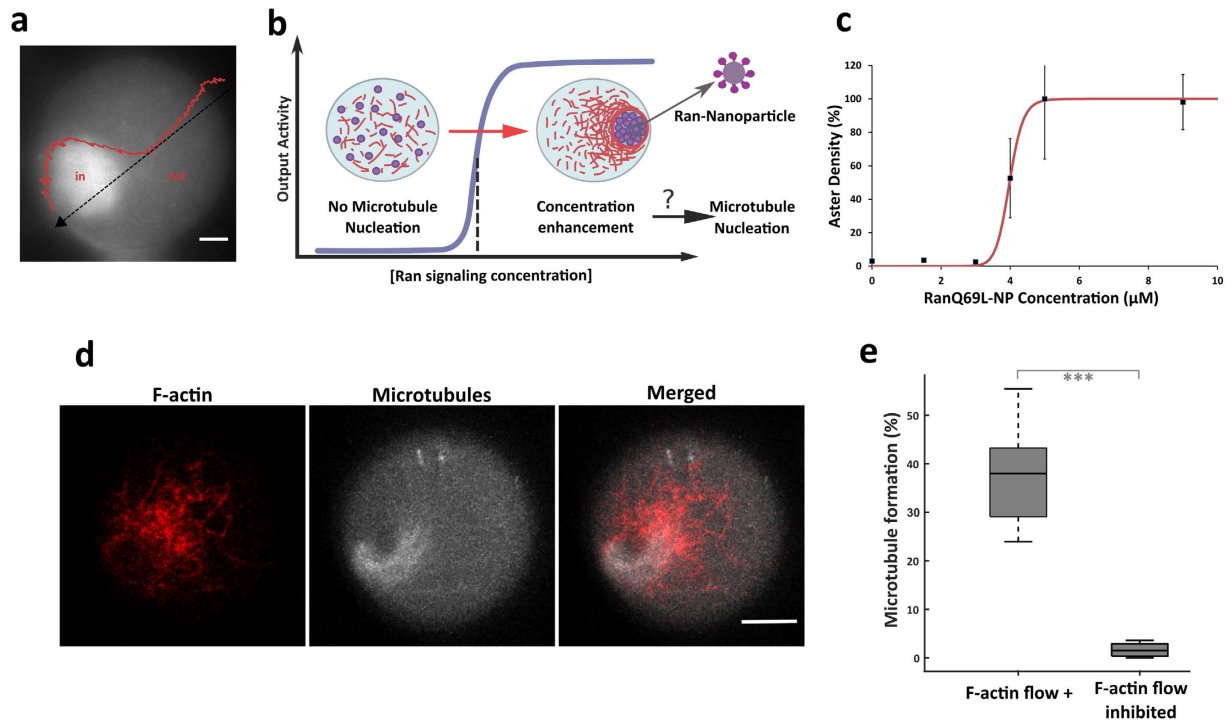 a
in
out
b
Output Activity
No Microtubule
Nucleation
Concentration
enhancement
?
Microtubule
Nucleation
Ran-Nanoparticle
[Ran signaling concentration]
c
Aster Density (%)
120
100
80
60
40
20
0
0 2 4 6 8 10
RanQ69L-NP Concentration (μM)
d
F-actin
Microtubules
Merged
e
***
Microtubule formation (%)
50
40
30
20
10
0
F-actin flow +
F-actin flow
inhibited